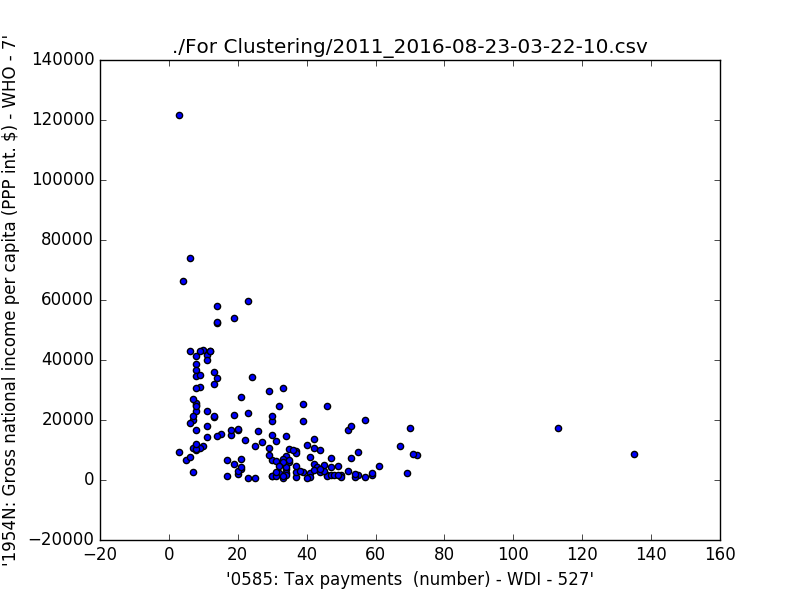 ./For Clustering/2011_2016-08-23-03-22-10.csv
'1954N: Gross national income per capita (PPP int. $) - WHO - 7'
140000
120000
100000
80000
60000
40000
20000
0
−20000
−20 0 20 40 60 80 100 120 140 160
'0585: Tax payments  (number) - WDI - 527'